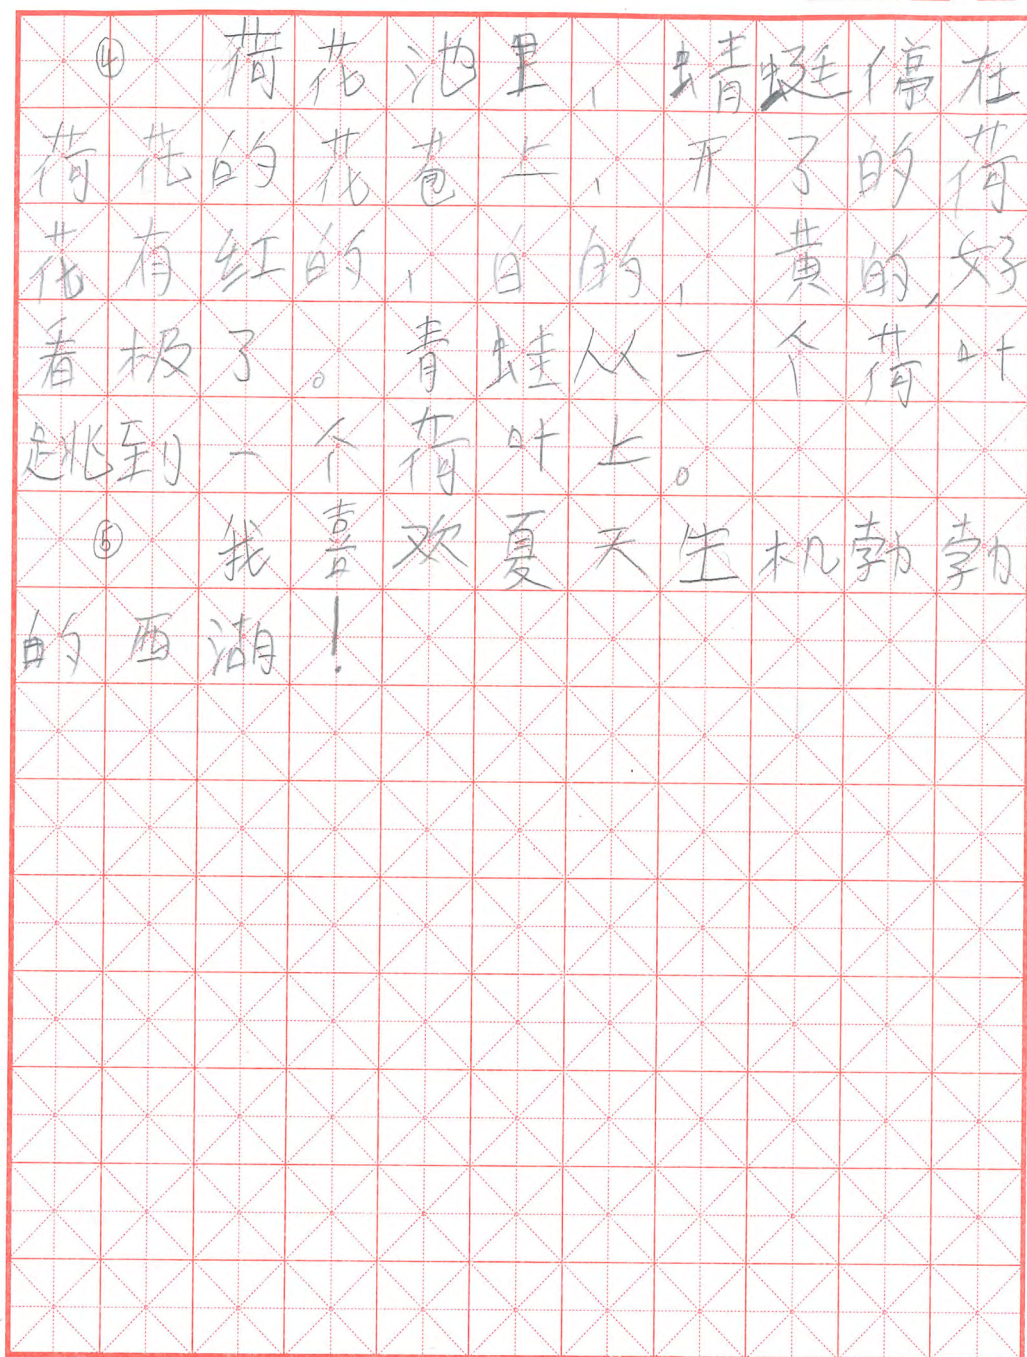 ④荷花池里,蜻蜓停在
荷花的花苞上,开了的荷
花有红的,白的,黄的,好
看极了。青蛙从一个荷叶
跳到一个荷叶上。
⑤我喜欢夏天生机勃勃
的西湖!